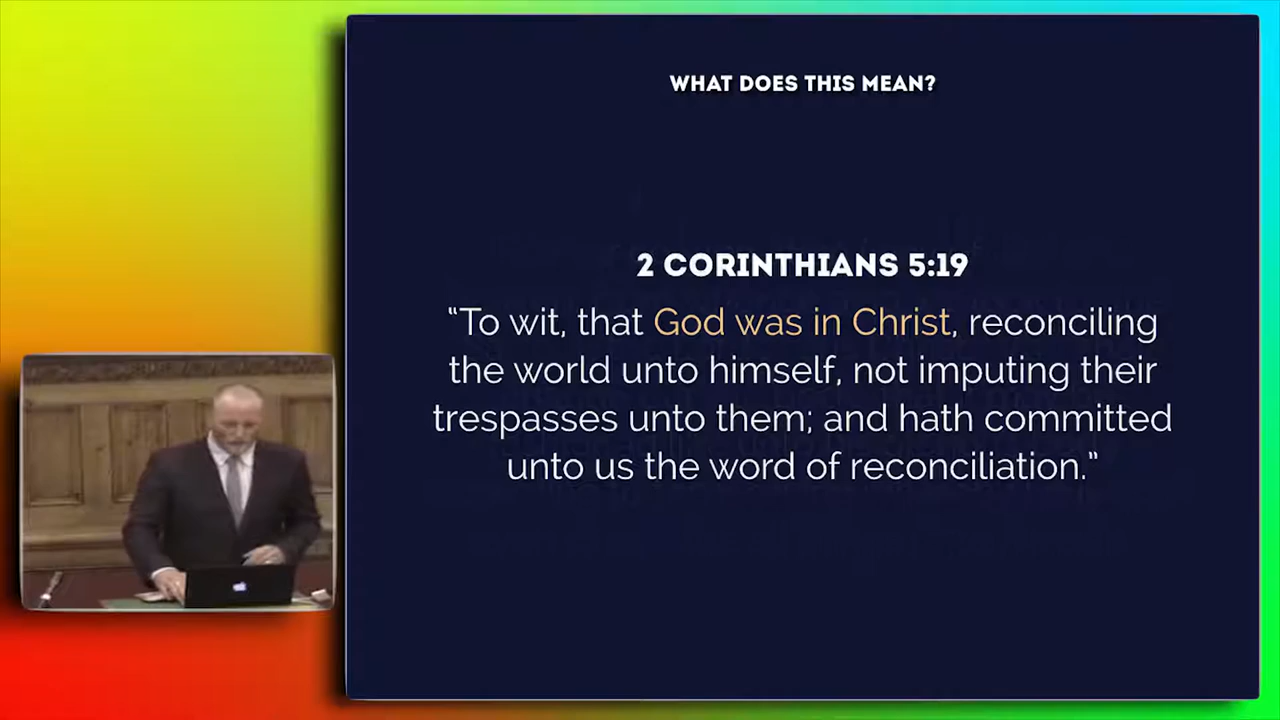 WHAT DOES THIS MEAN?
2 CORINTHIANS 5:19
“To wit, that God was in Christ, reconciling
the world unto himself, not imputing their
trespasses unto them; and hath committed
unto us the word of reconciliation.”